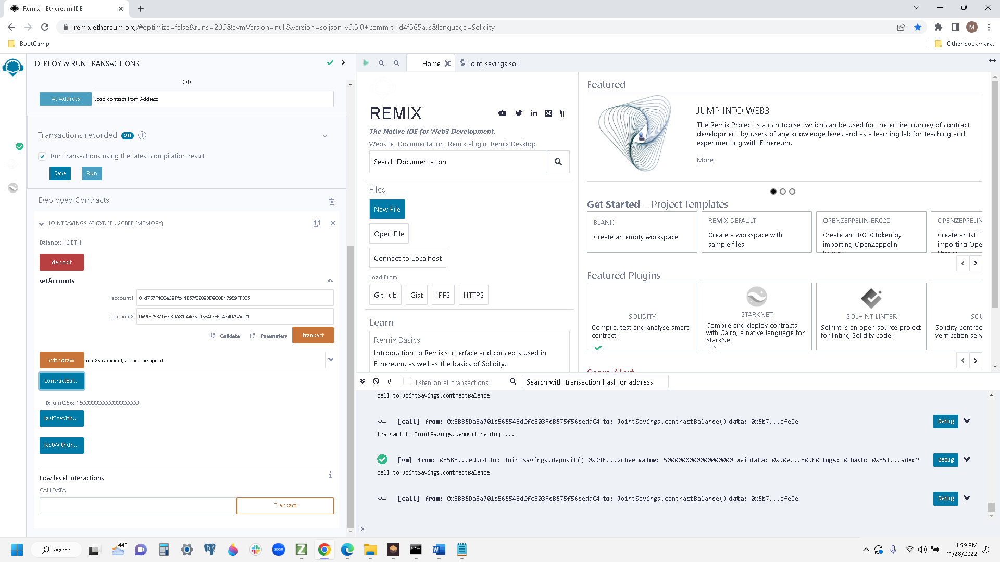 Remix - Ethereum IDE
remix.ethereum.org/#optimize=false&runs=200&evmVersion=null&version=soljson-v0.5.0+commit.1d4f565a.js&language=Solidity
M
BootCamp
Other bookmarks
DEPLOY & RUN TRANSACTIONS
OR
At Address
Load contract from Address
Transactions recorded 20 i
Run transactions using the latest compilation result
Save
Run
Deployed Contracts
JOINTSAVINGS AT 0XD4F...2CBEE (MEMORY)
Balance: 16 ETH
deposit
setAccounts
account1: 0xd757F40CeC9Ffc44E67f82893D9C8B47959FF306
account2: 0x9f52537b8b3dA81f44e3ad584f3FB0474079AC21
Calldata
Parameters
transact
withdraw
uint256 amount, address recipient
contractBal...
0: uint256: 16000000000000000000
lastToWith...
lastWithdr...
Low level interactions
i
CALLDATA
Transact
Home
Joint_savings.sol
REMIX
The Native IDE for Web3 Development.
Website Documentation Remix Plugin Remix Desktop
Search Documentation
Files
New File
Open File
Connect to Localhost
Load From
GitHub
Gist
IPFS
HTTPS
Learn
Remix Basics
Introduction to Remix's interface and concepts used in
Ethereum, as well as the basics of Solidity.
Featured
JUMP INTO WEB3
The Remix Project is a rich toolset which can be used for the entire journey of contract
development by users of any knowledge level, and as a learning lab for teaching and
experimenting with Ethereum.
More
Get Started - Project Templates
BLANK
Create an empty workspace.
REMIX DEFAULT
Create a workspace with
sample files.
OPENZEPPELIN ERC20
Create an ERC20 token by
importing OpenZeppelin
OPENZEPPELIN
Create an NFT
importing Ope
Featured Plugins
SOLIDITY
Compile, test and analyse smart
contract.
STARKNET
Compile and deploy contracts
with Cairo, a native language for
StarkNet.
L2
SOLHINT LINTER
Solhint is an open source project
for linting Solidity code.
SOU
Solidity contrac
verification serv
0
listen on all transactions
Search with transaction hash or address
call to JointSavings.contractBalance
CALL [call] from: 0x5B38Da6a701c568545dCfcB03FcB875f56beddC4 to: JointSavings.contractBalance() data: 0x8b7...afe2e
Debug
transact to JointSavings.deposit pending ...
[vm] from: 0x5B3...eddC4 to: JointSavings.deposit() 0xD4F...2cbee value: 5000000000000000000 wei data: 0xd0e...30db0 logs: 0 hash: 0x351...ad8c2
Debug
call to JointSavings.contractBalance
CALL [call] from: 0x5B38Da6a701c568545dCfcB03FcB875f56beddC4 to: JointSavings.contractBalance() data: 0x8b7...afe2e
Debug
>
Search
44°
zoom
Z
W
4:59 PM
11/28/2022